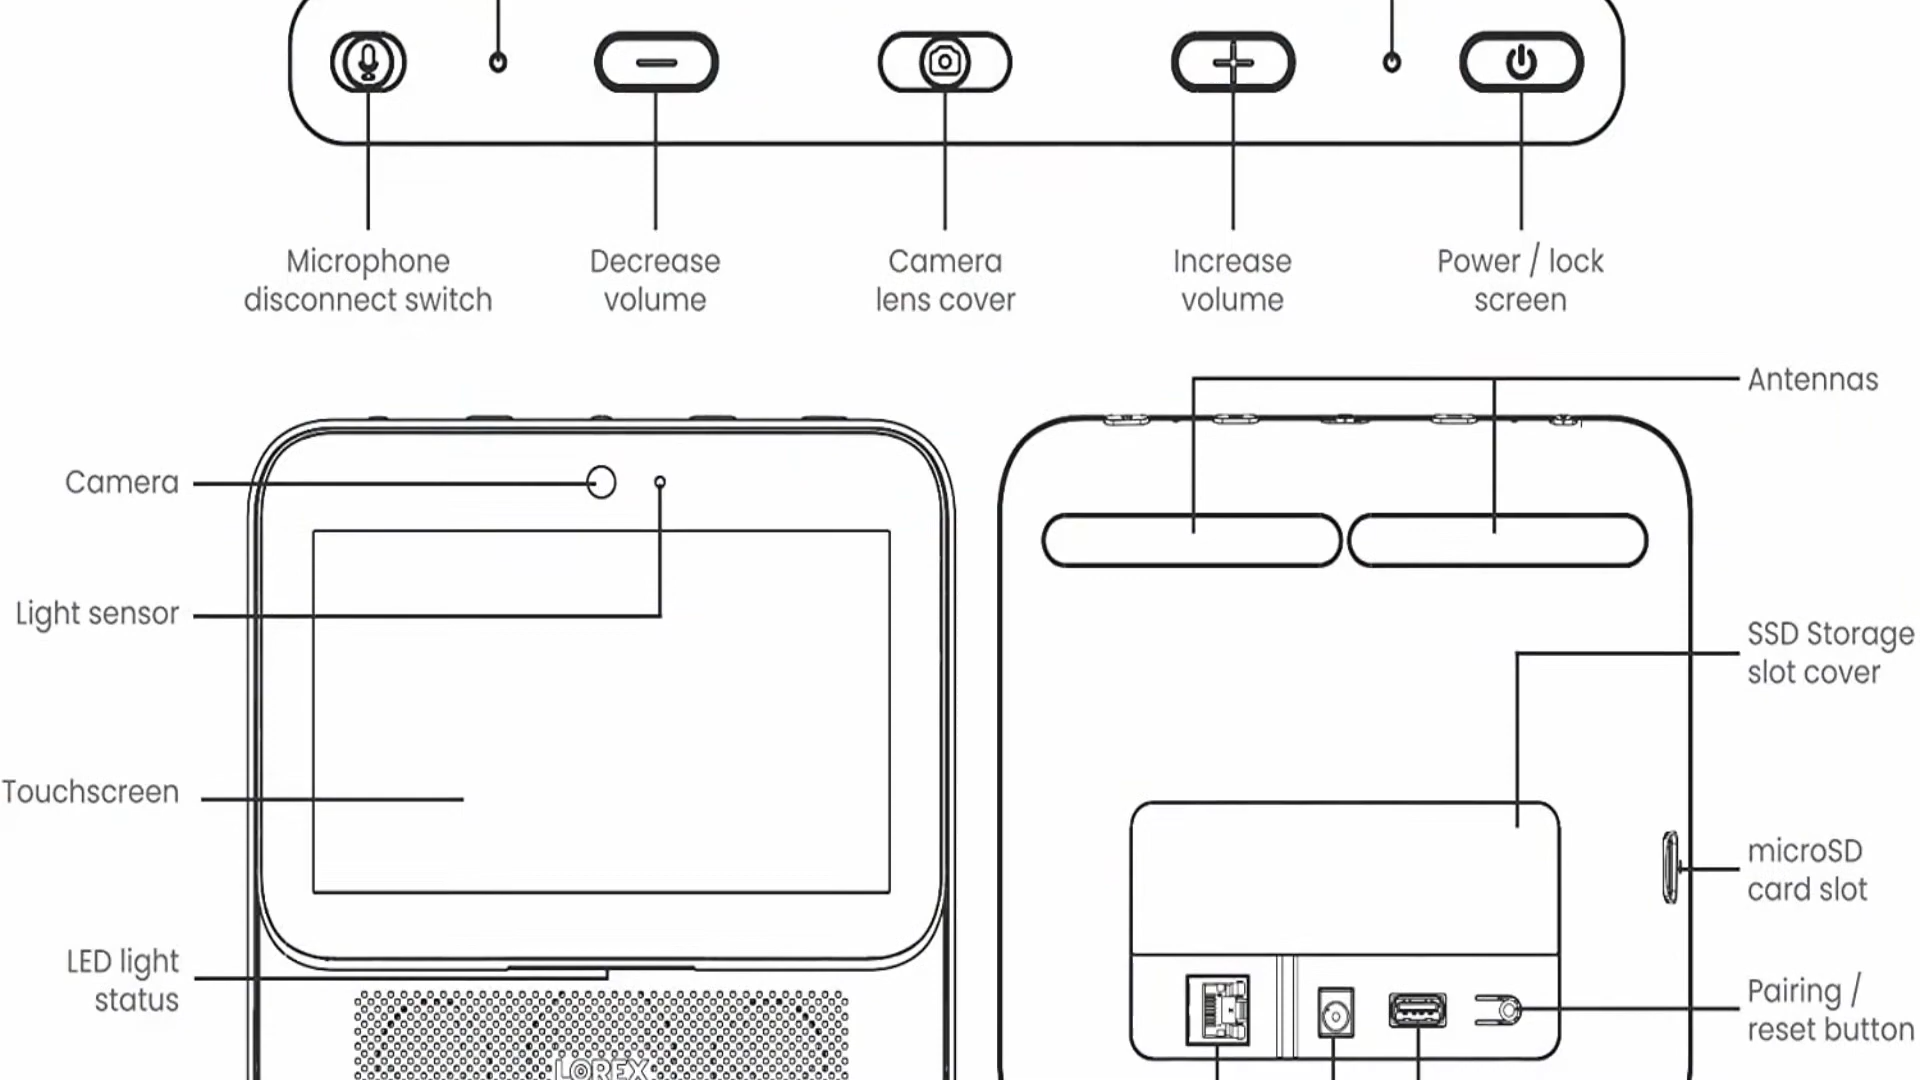 Microphone
disconnect switch
Decrease
volume
Camera
lens cover
Increase
volume
Power / lock
screen
Antennas
Camera
Light sensor
SSD Storage
slot cover
Touchscreen
microSD
card slot
LED light
status
Pairing /
reset button
LOREX